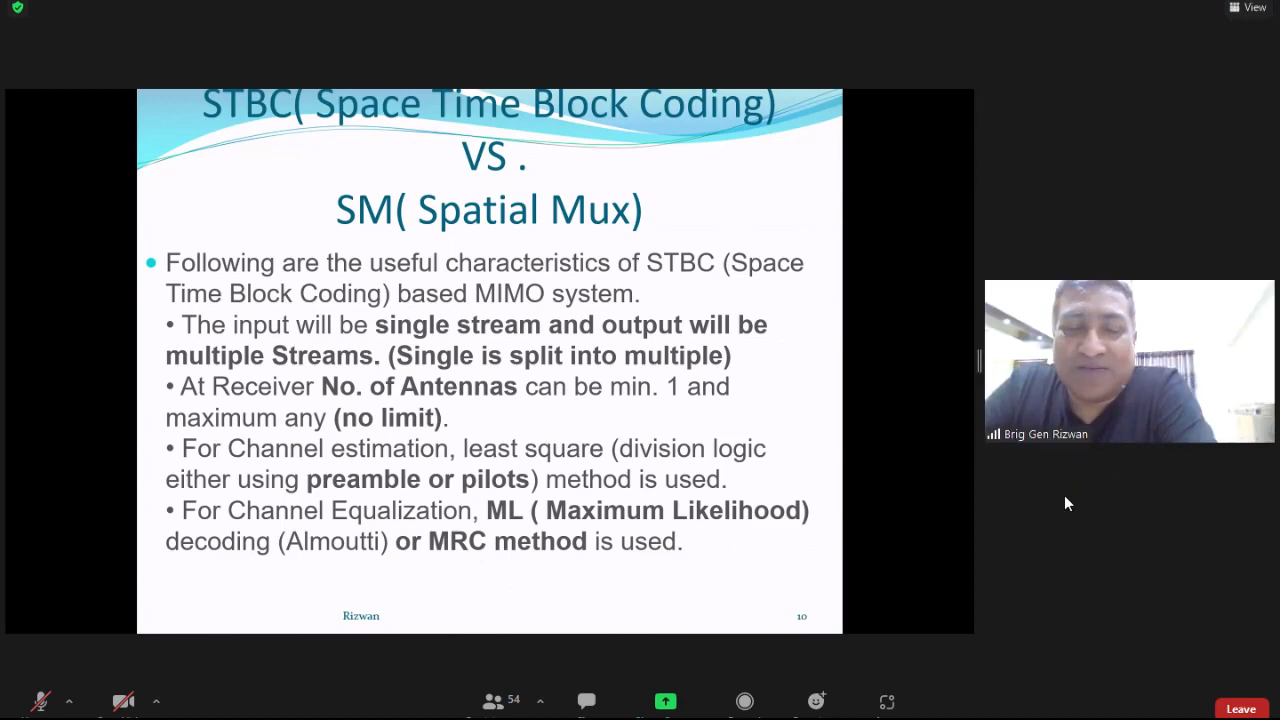 View
STBC( Space Time Block Coding)
VS .
SM( Spatial Mux)
Following are the useful characteristics of STBC (Space
Time Block Coding) based MIMO system.
• The input will be single stream and output will be
multiple Streams. (Single is split into multiple)
• At Receiver No. of Antennas can be min. 1 and
maximum any (no limit).
• For Channel estimation, least square (division logic
either using preamble or pilots) method is used.
• For Channel Equalization, ML ( Maximum Likelihood)
decoding (Almoutti) or MRC method is used.
Rizwan
10
Brig Gen Rizwan
54
Leave